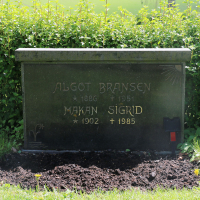 ALGOT BRANSEN
MAKAN SIGRID
* 1902 † 1985